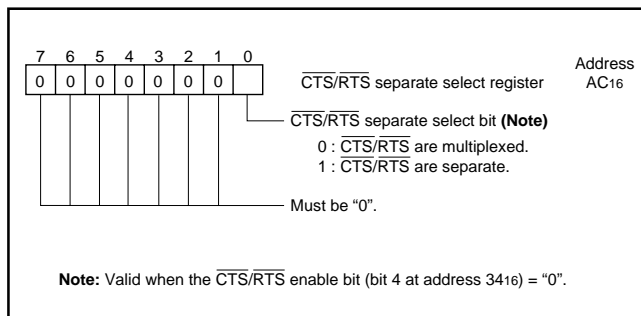 7 6 5 4 3 2 1 0
0 0 0 0 0 0 0
CTS/RTS separate select register
Address
AC16
CTS/RTS separate select bit (Note)
0 : CTS/RTS are multiplexed.
1 : CTS/RTS are separate.
Must be “0”.
Note: Valid when the CTS/RTS enable bit (bit 4 at address 3416) = “0”.